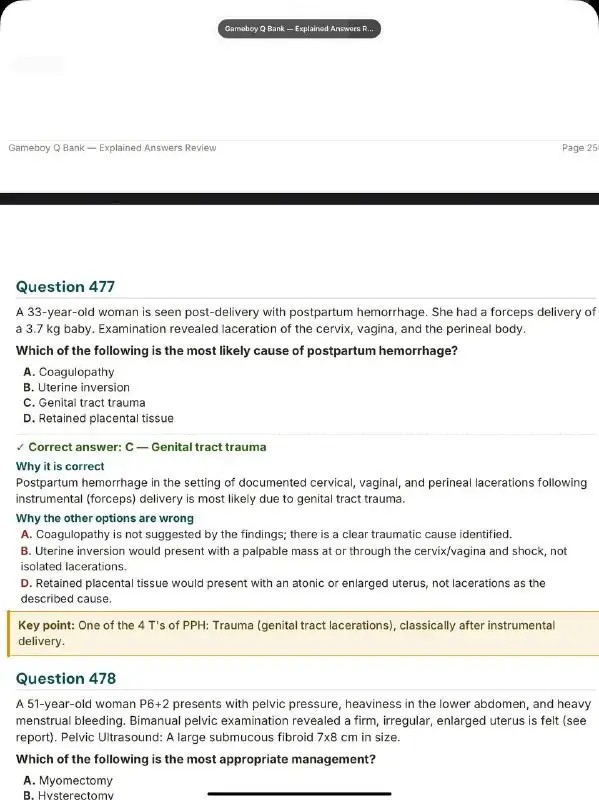 Gameboy Q Bank — Explained Answers R...
Gameboy Q Bank — Explained Answers Review
Page 25
Question 477
A 33-year-old woman is seen post-delivery with postpartum hemorrhage. She had a forceps delivery of
a 3.7 kg baby. Examination revealed laceration of the cervix, vagina, and the perineal body.
Which of the following is the most likely cause of postpartum hemorrhage?
A. Coagulopathy
B. Uterine inversion
C. Genital tract trauma
D. Retained placental tissue
✓ Correct answer: C — Genital tract trauma
Why it is correct
Postpartum hemorrhage in the setting of documented cervical, vaginal, and perineal lacerations following
instrumental (forceps) delivery is most likely due to genital tract trauma.
Why the other options are wrong
A. Coagulopathy is not suggested by the findings; there is a clear traumatic cause identified.
B. Uterine inversion would present with a palpable mass at or through the cervix/vagina and shock, not
isolated lacerations.
D. Retained placental tissue would present with an atonic or enlarged uterus, not lacerations as the
described cause.
Key point: One of the 4 T's of PPH: Trauma (genital tract lacerations), classically after instrumental
delivery.
Question 478
A 51-year-old woman P6+2 presents with pelvic pressure, heaviness in the lower abdomen, and heavy
menstrual bleeding. Bimanual pelvic examination revealed a firm, irregular, enlarged uterus is felt (see
report). Pelvic Ultrasound: A large submucous fibroid 7x8 cm in size.
Which of the following is the most appropriate management?
A. Myomectomy
B. Hysterectomy